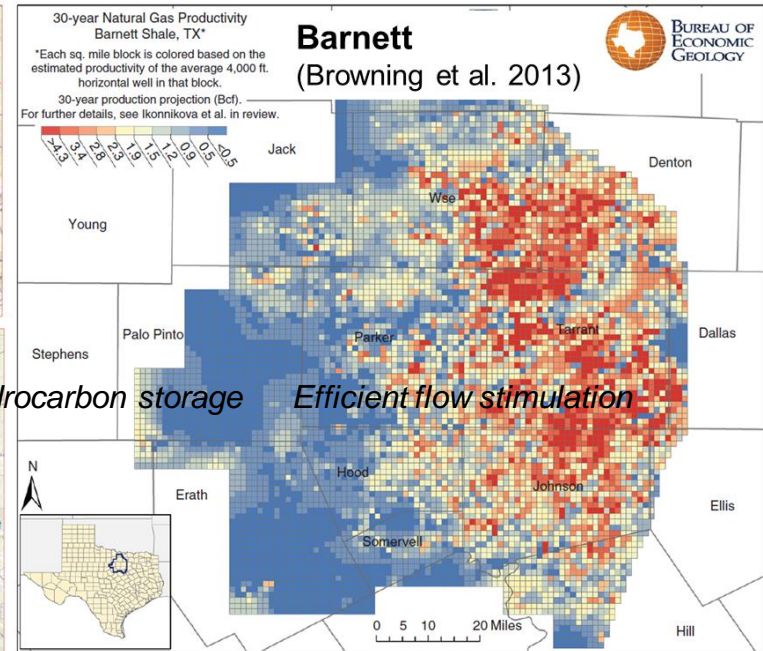 30-year Natural Gas Productivity
Barnett Shale, TX*
*Each sq. mile block is colored based on the
estimated productivity of the average 4,000 ft.
horizontal well in that block.
30-year production projection (Bcf).
For further details, see Ikonnikova et al. in review.
>4.3 3.4 2.8 2.3 1.9 1.5 1.2 0.9 0.5 <0.5
Barnett
(Browning et al. 2013)
BUREAU OF
ECONOMIC
GEOLOGY
Jack
Denton
Wse
Young
Palo Pinto
Parker
Tarrant
Dallas
Stephens
drocarbon storage Efficient flow stimulation
Hood
Johnson
N
Erath
Ellis
Somervell
0 5 10 20 Miles
Hill